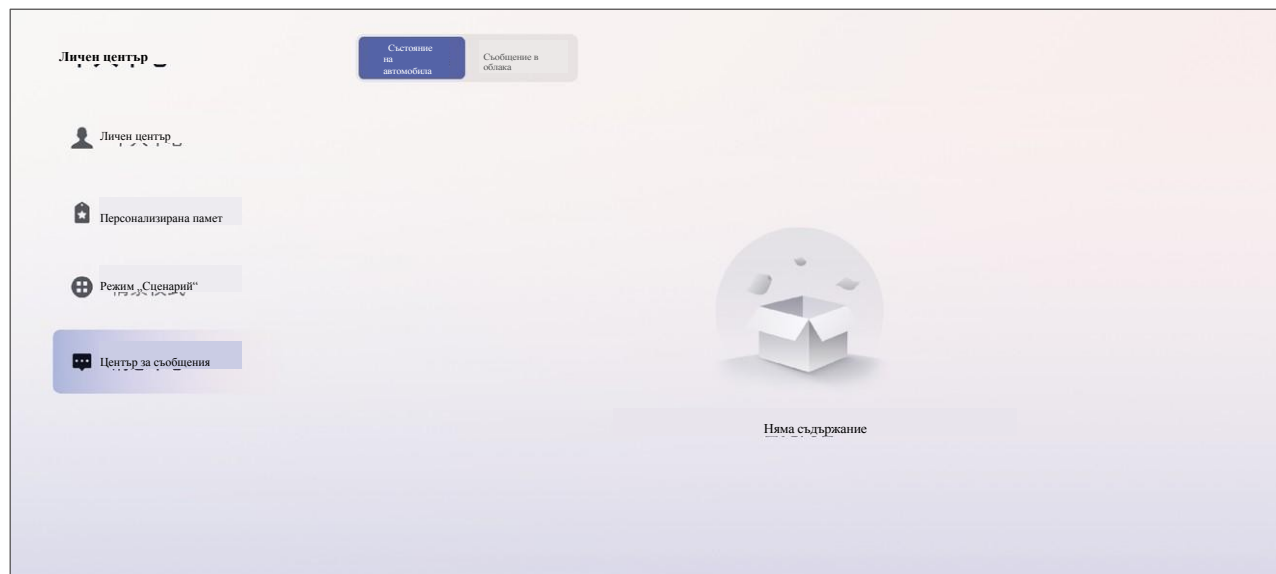 Личен център
Състояние
на
автомобила
Съобщение в
облака
Личен център
Персонализирана памет
Режим „Сценарий“
Център за съобщения
Няма съдържание